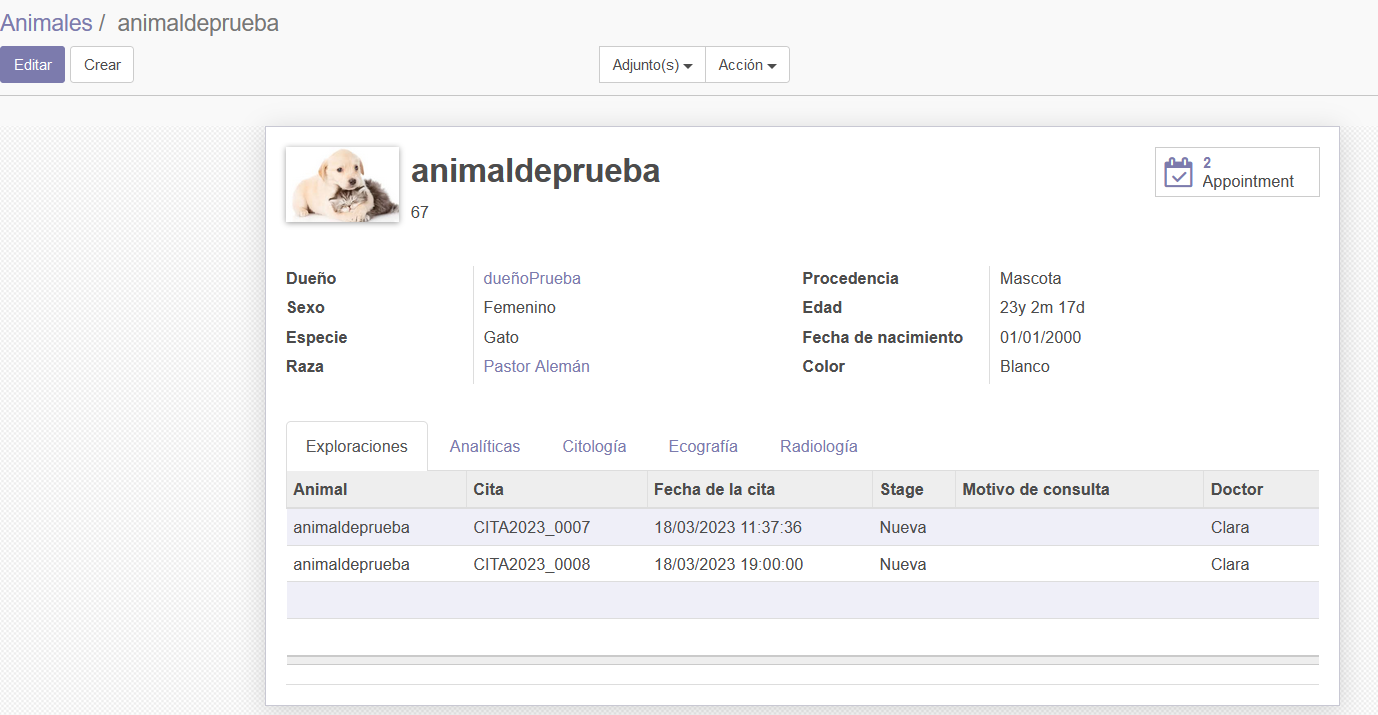 Animales / animaldeprueba
Editar Crear Adjunto(s) Acción
animaldeprueba
67
2
Appointment
Dueño dueñoPrueba Procedencia Mascota
Sexo Femenino Edad 23y 2m 17d
Especie Gato Fecha de nacimiento 01/01/2000
Raza Pastor Alemán Color Blanco
Exploraciones Analíticas Citología Ecografía Radiología
Animal Cita Fecha de la cita Stage Motivo de consulta Doctor
animaldeprueba CITA2023_0007 18/03/2023 11:37:36 Nueva Clara
animaldeprueba CITA2023_0008 18/03/2023 19:00:00 Nueva Clara